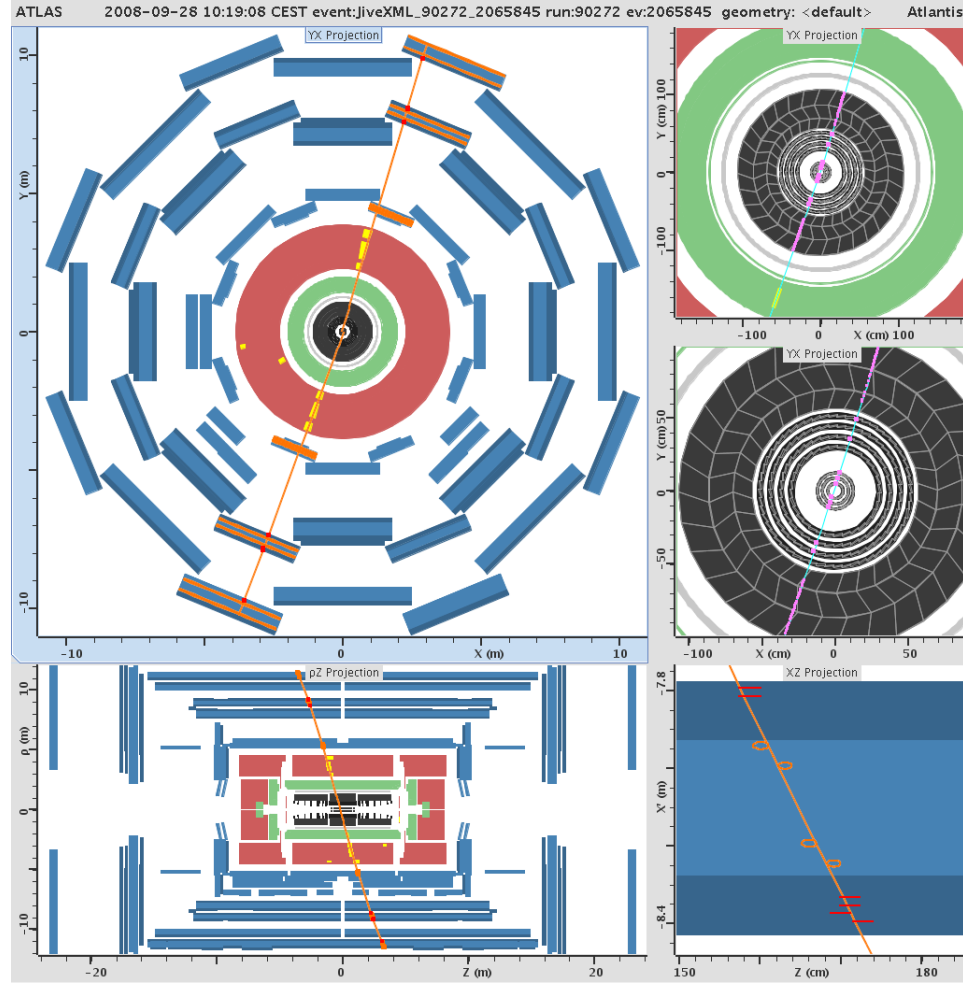 ATLAS 2008-09-28 10:19:08 CEST event:JiveXML_90272_2065845 run:90272 ev:2065845 geometry: <default> Atlantis
YX Projection
10
Y (m)
0
-10
-10
X (m)
0
10
YX Projection
100
Y (cm)
0
-100
-100
0
X (cm)
100
YX Projection
50
Y (cm)
0
-50
-100
X (cm)
0
50
ρZ Projection
10
ρ (m)
0
-10
-20
0
Z (m)
20
XZ Projection
-7.8
X' (m)
-8.4
150
Z (cm)
180